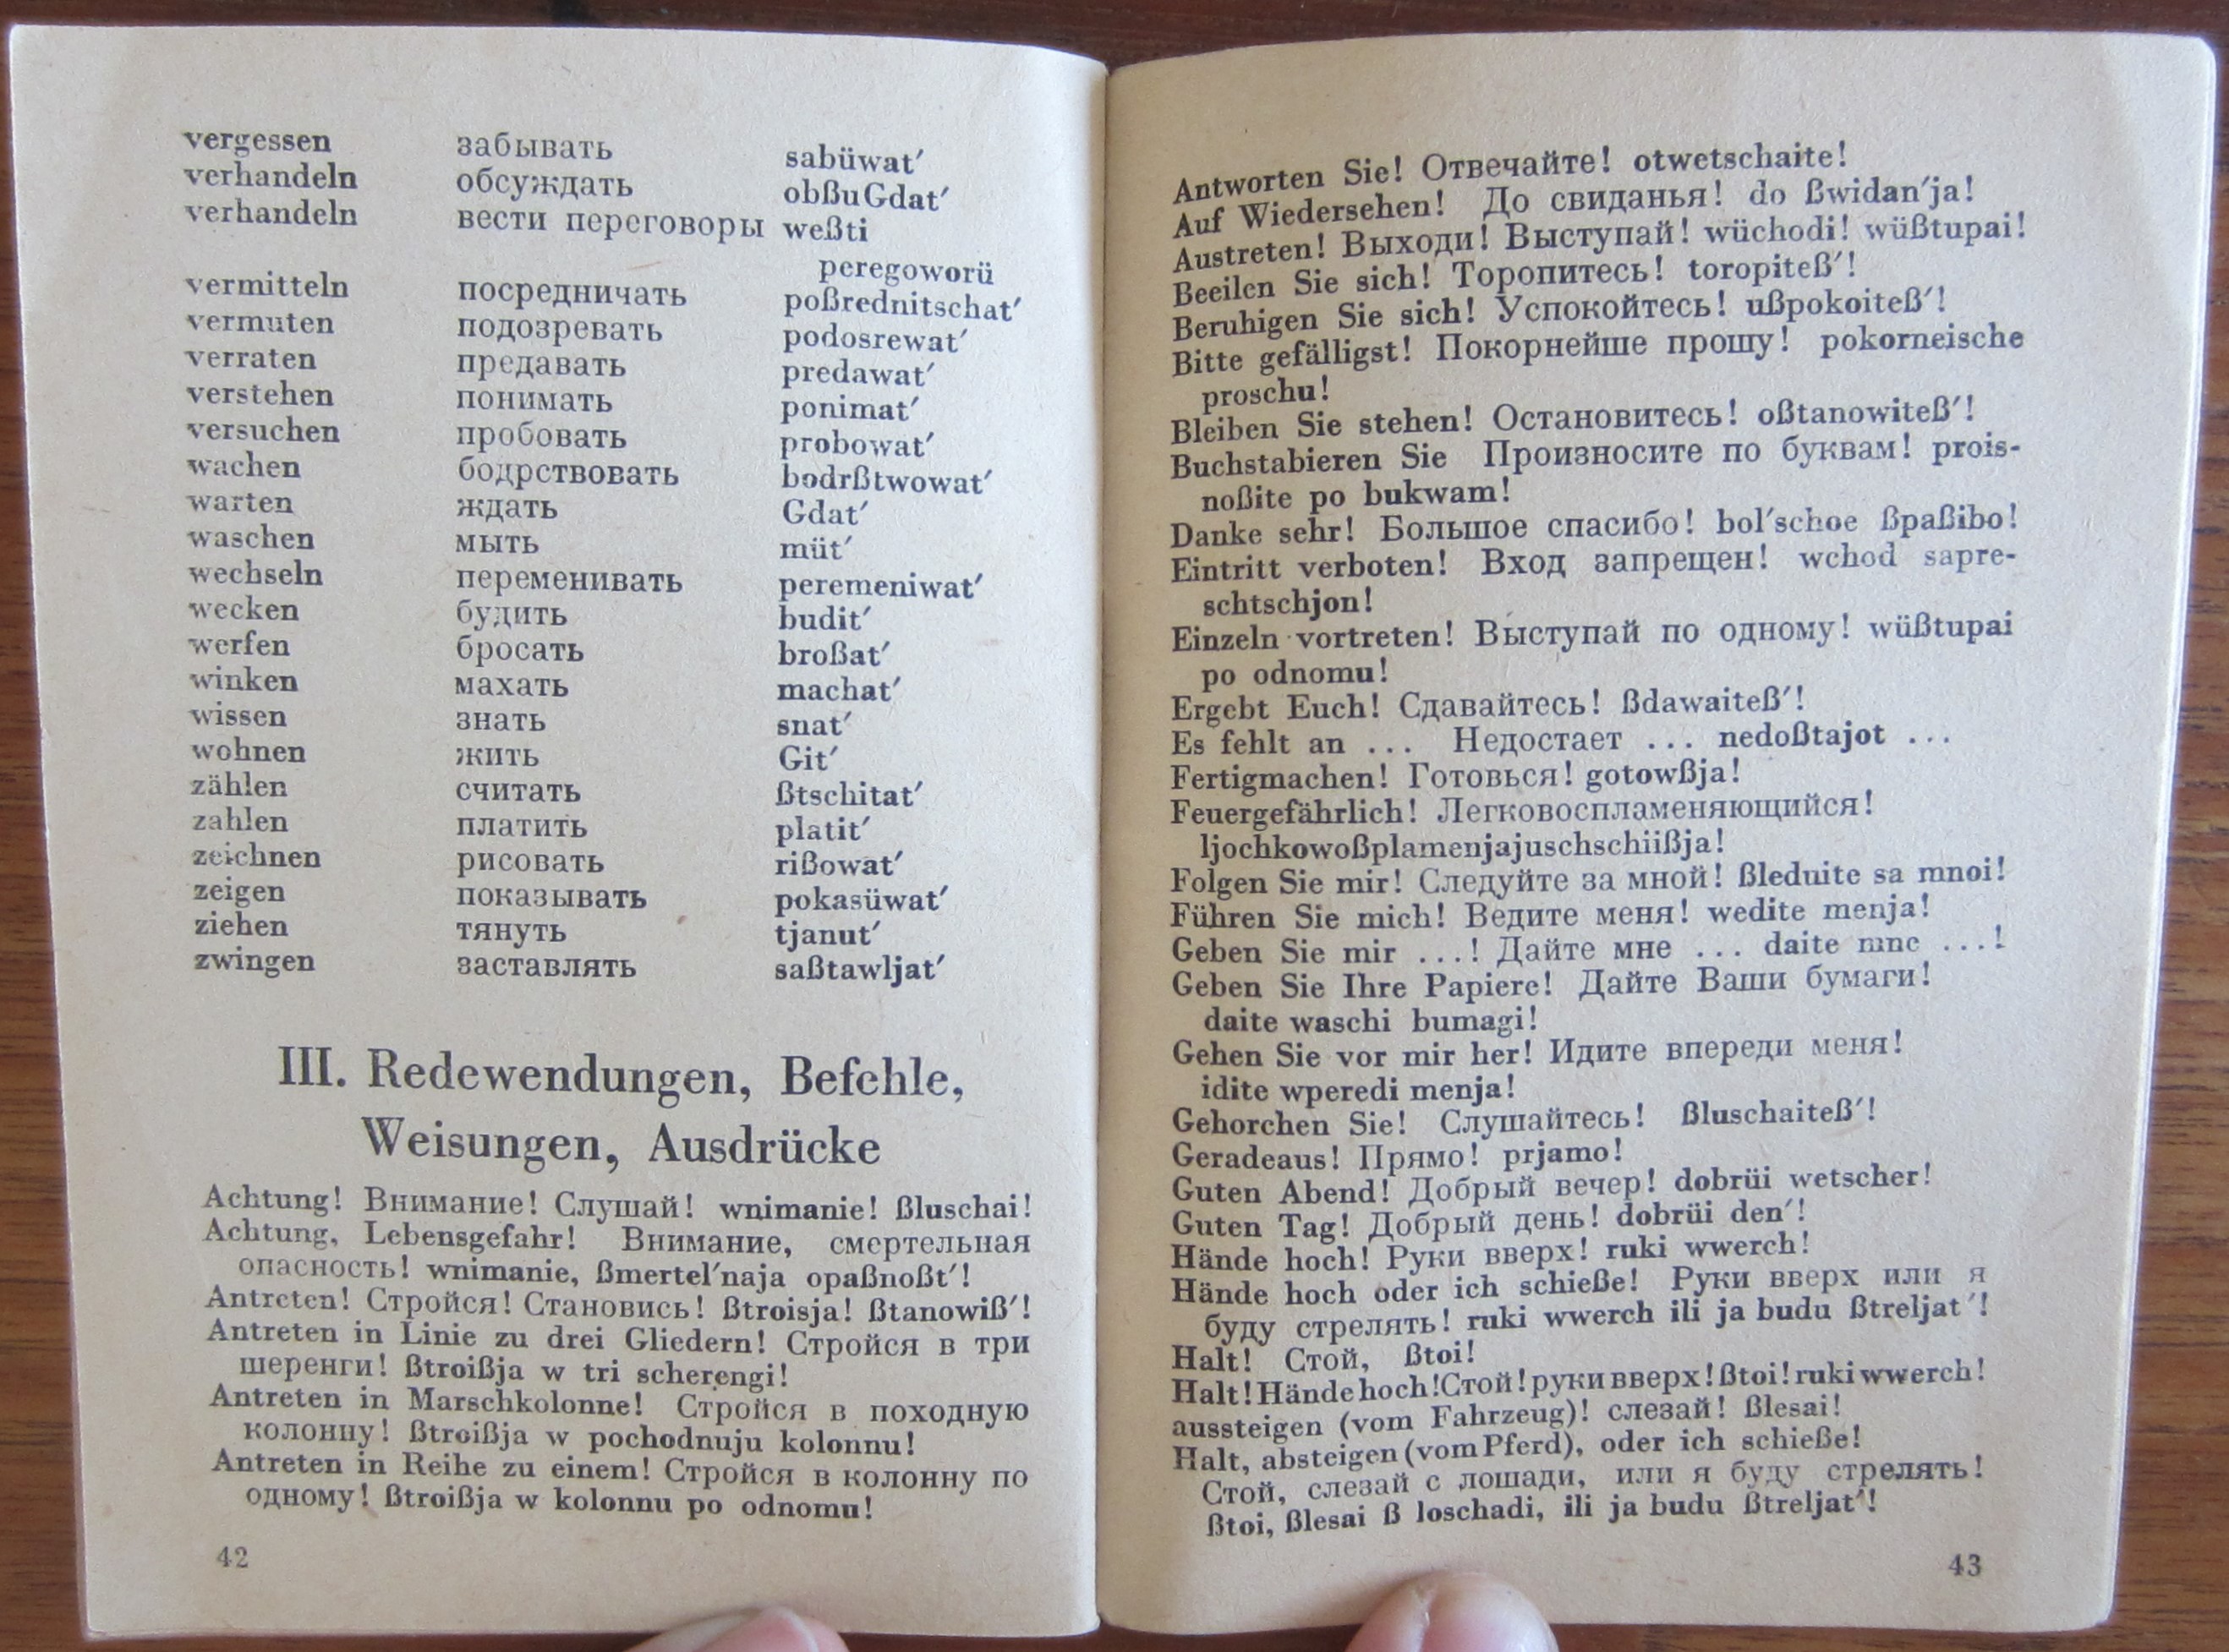 vergessen забывать sabüwat′
verhandeln обсуждать obßuGdat′
verhandeln вести переговоры weßti
peregoworü
vermitteln посредничать poßrednitschat′
vermuten подозревать podosrewat′
verraten предавать predawat′
verstehen понимать ponimat′
versuchen пробовать probowat′
wachen бодрствовать bodrßtwowat′
warten ждать Gdat′
waschen мыть müt′
wechseln переменивать peremeniwat′
wecken будить budit′
werfen бросать broßat′
winken махать machat′
wissen знать snat′
wohnen жить Git′
zählen считать ßtschitat′
zahlen платить platit′
zeichnen рисовать rißowat′
zeigen показывать pokasüwat′
ziehen тянуть tjanut′
zwingen заставлять saßtawljat′
III. Redewendungen, Befehle,
Weisungen, Ausdrücke
Achtung! Внимание! Слушай! wnimanie! ßluschai!
Achtung, Lebensgefahr! Внимание, смертельная
опасность! wnimanie, ßmertel′naja opaßnoßt′!
Antreten! Стройся! Становись! ßtroisja! ßtanowiß′!
Antreten in Linie zu drei Gliedern! Стройся в три
шеренги! ßtroißja w tri scherengi!
Antreten in Marschkolonne! Стройся в походную
колонну! ßtroißja w pochodnuju kolonnu!
Antreten in Reihe zu einem! Стройся в колонну по
одному! ßtroißja w kolonnu po odnomu!
42
Antworten Sie! Отвечайте! otwetschaite!
Auf Wiedersehen! До свиданья! do ßwidan′ja!
Austreten! Выходи! Выступай! wüchodi! wüßtupai!
Beeilen Sie sich! Торопитесь! toropiteß′!
Beruhigen Sie sich! Успокойтесь! ußpokoiteß′!
Bitte gefälligst! Покорнейше прошу! pokorneische
proschu!
Bleiben Sie stehen! Остановитесь! oßtanowiteß′!
Buchstabieren Sie Произносите по буквам! prois-
noßite po bukwam!
Danke sehr! Большое спасибо! bol′schoe ßpaßibo!
Eintritt verboten! Вход запрещен! wchod sapre-
schtschjon!
Einzeln vortreten! Выступай по одному! wüßtupai
po odnomu!
Ergebt Euch! Сдавайтесь! ßdawaiteß′!
Es fehlt an ... Недостает ... nedoßtajot ...
Fertigmachen! Готовься! gotowßja!
Feuergefährlich! Легковоспламеняющийся!
ljochkowoßplamenjajuschschiißja!
Folgen Sie mir! Следуйте за мной! ßleduite sa mnoi!
Führen Sie mich! Ведите меня! wedite menja!
Geben Sie mir ...! Дайте мне ... daite mne ...!
Geben Sie Ihre Papiere! Дайте Ваши бумаги!
daite waschi bumagi!
Gehen Sie vor mir her! Идите впереди меня!
idite wperedi menja!
Gehorchen Sie! Слушайтесь! ßluschaiteß′!
Geradeaus! Прямо! prjamo!
Guten Abend! Добрый вечер! dobrüi wetscher!
Guten Tag! Добрый день! dobrüi den′!
Hände hoch! Руки вверх! ruki wwerch!
Hände hoch oder ich schieße! Руки вверх или я
буду стрелять! ruki wwerch ili ja budu ßtreljat′!
Halt! Стой, ßtoi!
Halt! Hände hoch! Стой! руки вверх! ßtoi! ruki wwerch!
aussteigen (vom Fahrzeug)! слезай! ßlesai!
Halt, absteigen (vom Pferd), oder ich schieße!
Стой, слезай с лошади, или я буду стрелять!
ßtoi, ßlesai ß loschadi, ili ja budu ßtreljat′!
43